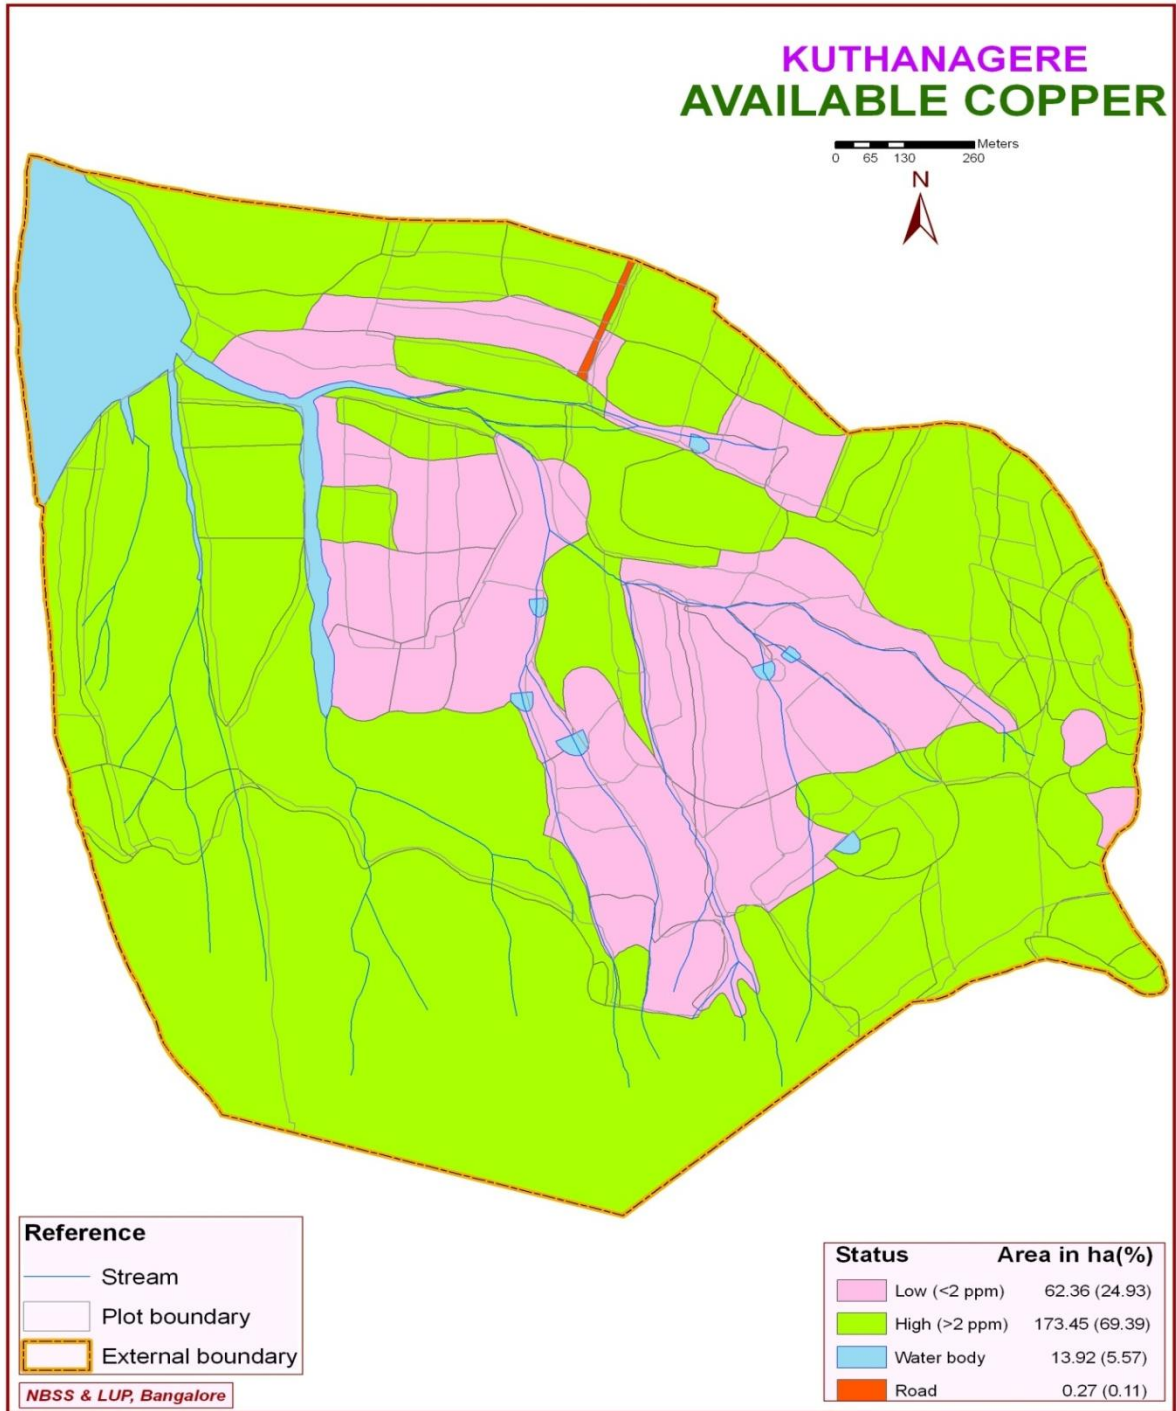 KUTHANAGERE
AVAILABLE COPPER
Meters
0 65 130 260
N
Reference
Stream
Plot boundary
External boundary
NBSS & LUP, Bangalore
Status Area in ha(%)
Low (<2 ppm) 62.36 (24.93)
High (>2 ppm) 173.45 (69.39)
Water body 13.92 (5.57)
Road 0.27 (0.11)